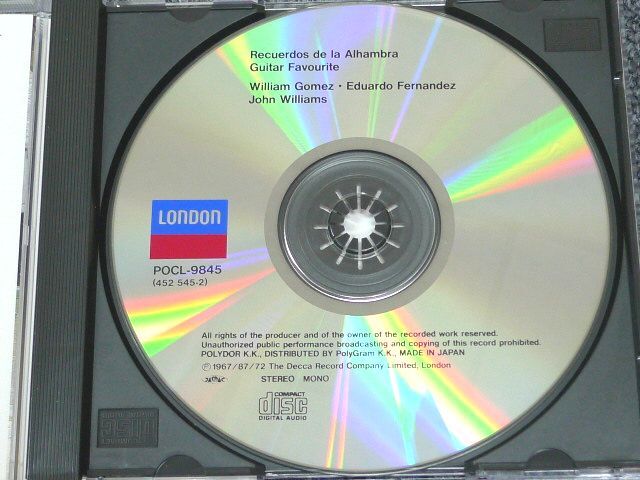 Recuerdos de la Alhambra
Guitar Favourite
William Gomez · Eduardo Fernandez
John Williams
LONDON
POCL-9845
(452 545-2)
All rights of the producer and of the owner of the recorded work reserved.
Unauthorized public performance broadcasting and copying of this record prohibited.
POLYDOR K.K., DISTRIBUTED BY PolyGram K.K., MADE IN JAPAN
Ⓟ 1967/87/72 The Decca Record Company Limited, London
STEREO MONO
COMPACT
disc
DIGITAL AUDIO